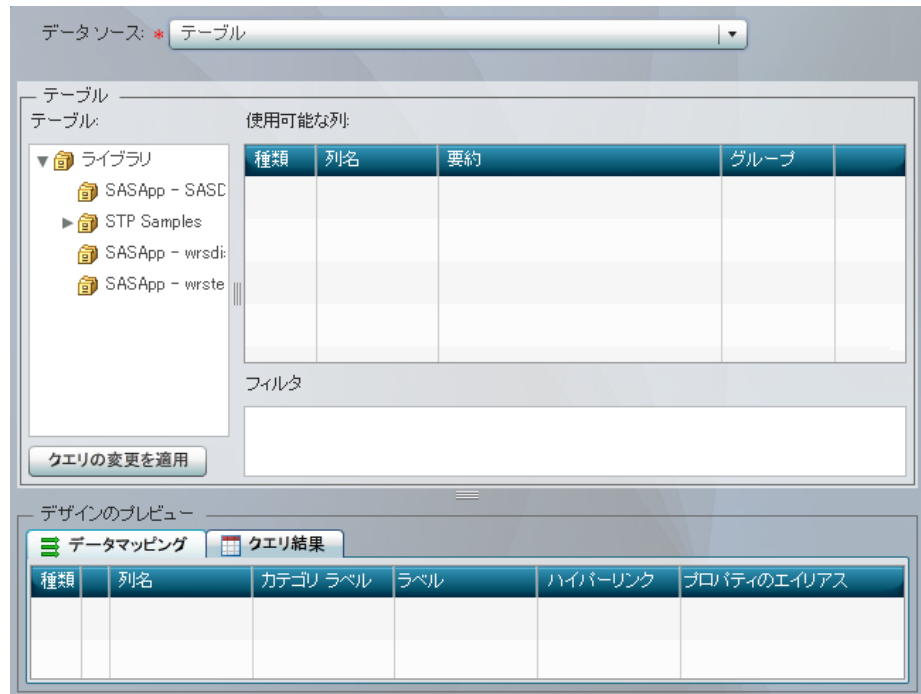 データ ソース: * テーブル
テーブル
テーブル:
使用可能な列:
ライブラリ
SASApp - SASD
STP Samples
SASApp - wrsdi
SASApp - wrste
種類 列名 要約 グループ
フィルタ
クエリの変更を適用
デザインのプレビュー
データマッピング クエリ結果
種類 列名 カテゴリ ラベル ラベル ハイパーリンク プロパティのエイリアス